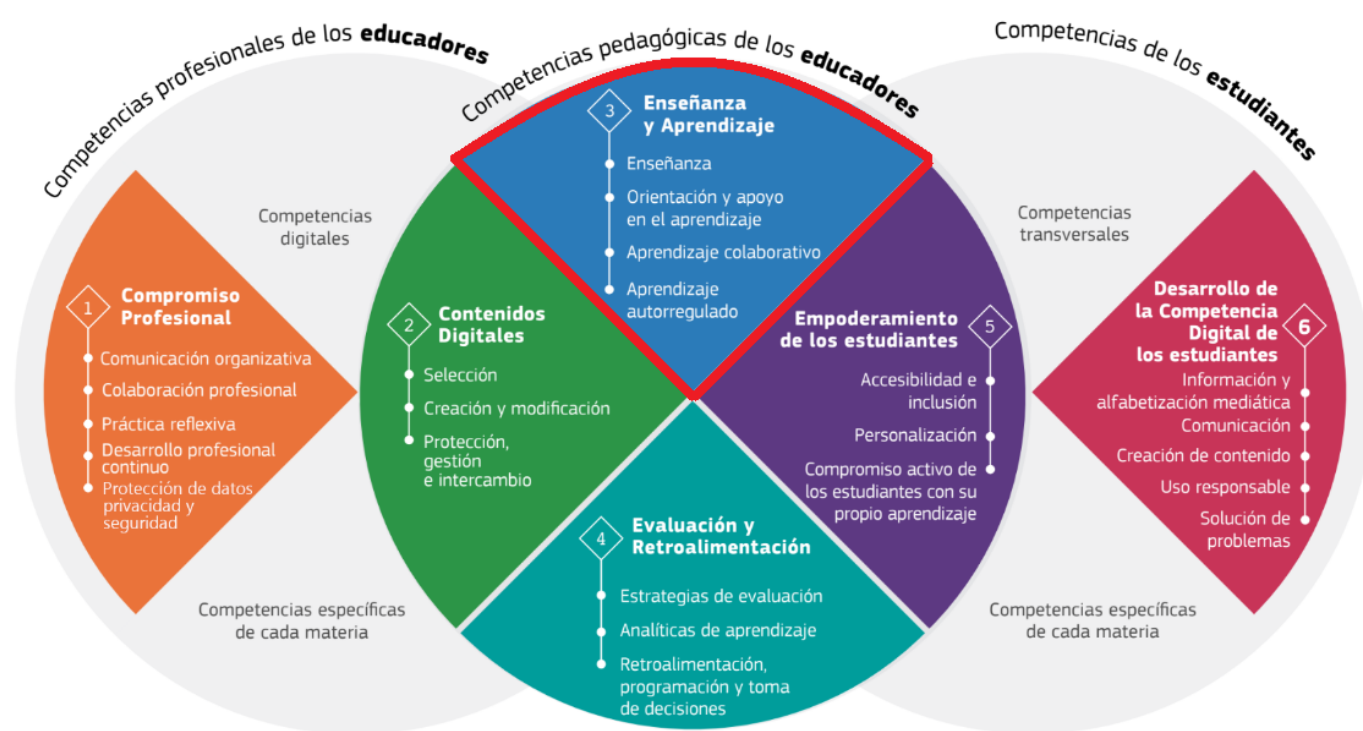 Competencias profesionales de los educadores
Competencias pedagógicas de los educadores
Competencias de los estudiantes
Competencias
digitales
Competencias
transversales
1
Compromiso
Profesional
Comunicación organizativa
Colaboración profesional
Práctica reflexiva
Desarrollo profesional
continuo
Protección de datos
privacidad y
seguridad
2
Contenidos
Digitales
Selección
Creación y modificación
Protección,
gestión
e intercambio
3
Enseñanza
y Aprendizaje
Enseñanza
Orientación y apoyo
en el aprendizaje
Aprendizaje colaborativo
Aprendizaje
autorregulado
4
Evaluación y
Retroalimentación
Estrategias de evaluación
Analíticas de aprendizaje
Retroalimentación,
programación y toma
de decisiones
Empoderamiento
de los estudiantes
5
Accesibilidad e
inclusión
Personalización
Compromiso activo de
los estudiantes con su
propio aprendizaje
Desarrollo de
la Competencia
Digital de
los estudiantes
6
Información y
alfabetización mediática
Comunicación
Creación de contenido
Uso responsable
Solución de
problemas
Competencias específicas
de cada materia
Competencias específicas
de cada materia